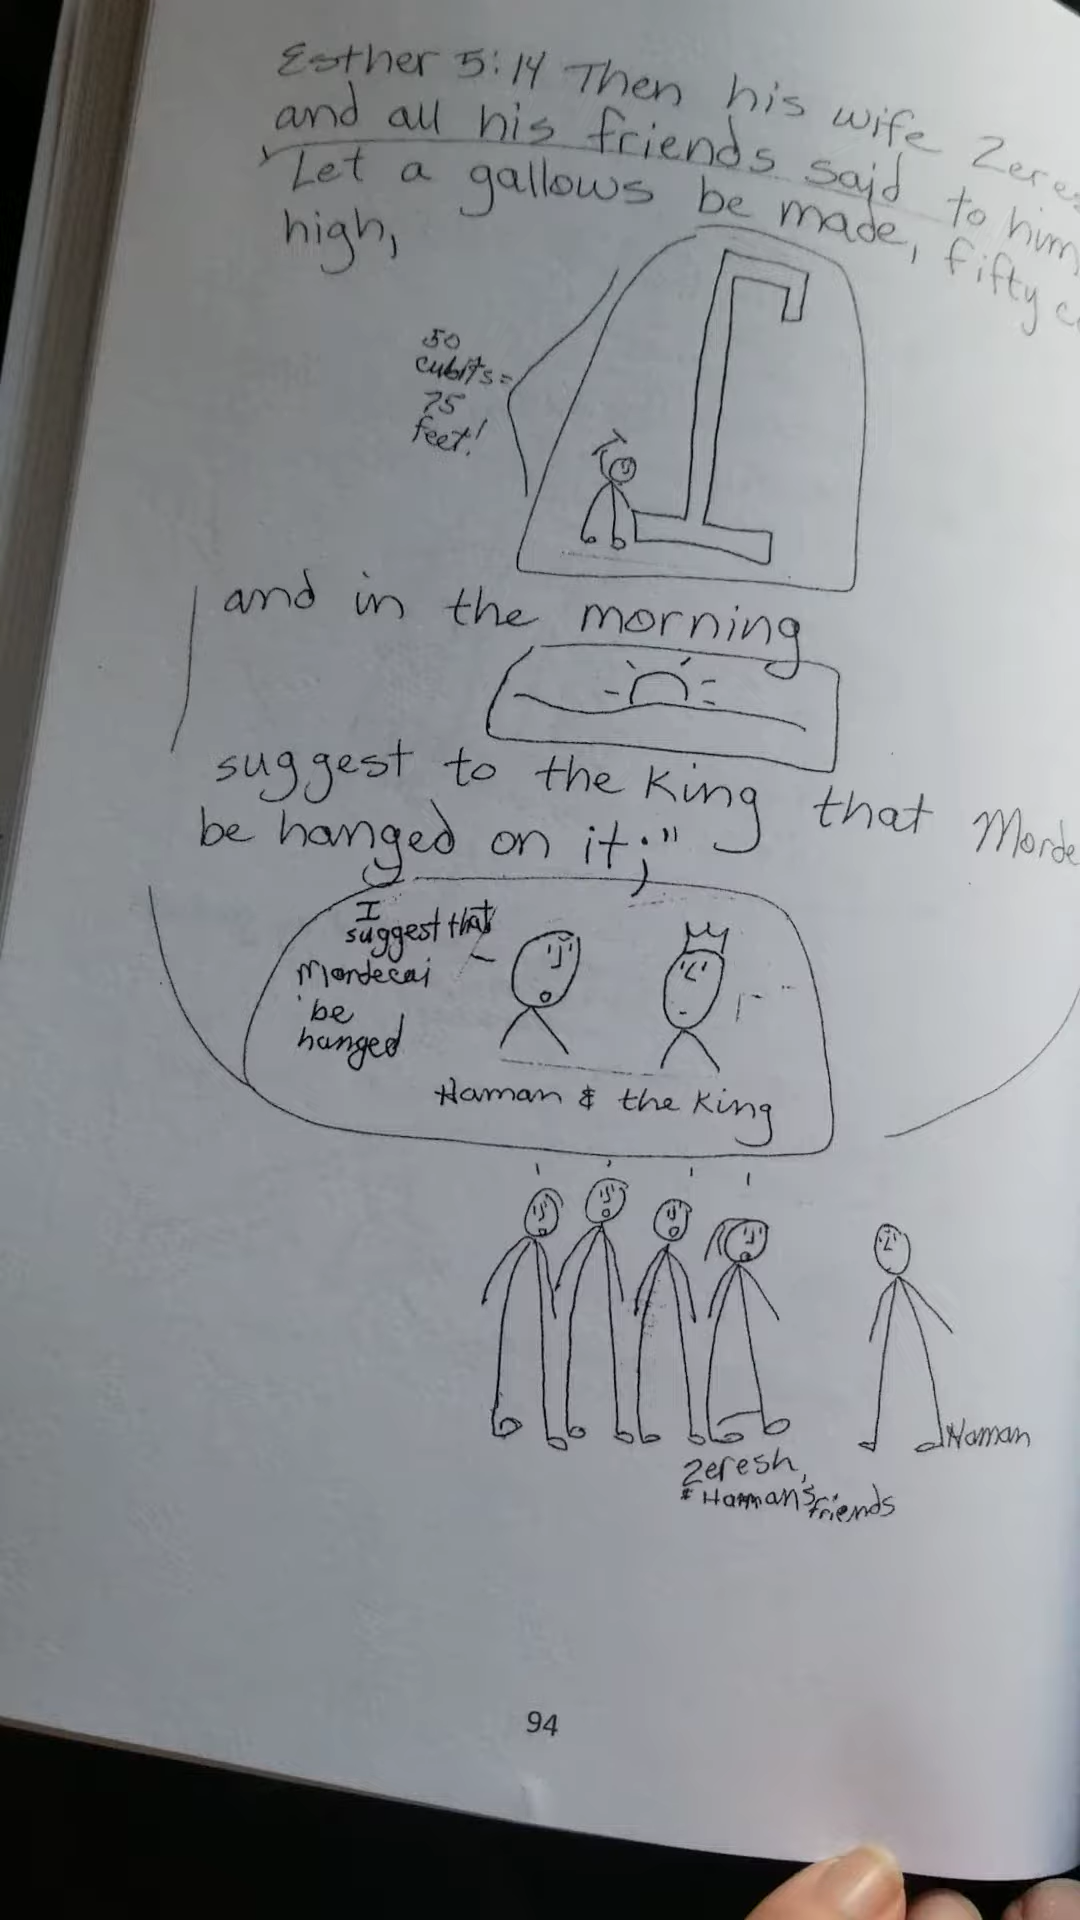 Esther 5:14 Then his wife Zeres
and all his friends said to him
"Let a gallows be made, fifty c
high,
50
cubits =
75
feet!
and in the morning
suggest to the King that Morde
be hanged on it;"
I
suggest that
Mordecai
be
hanged
Haman & the King
Haman
Zeresh,
& Haman's friends
94